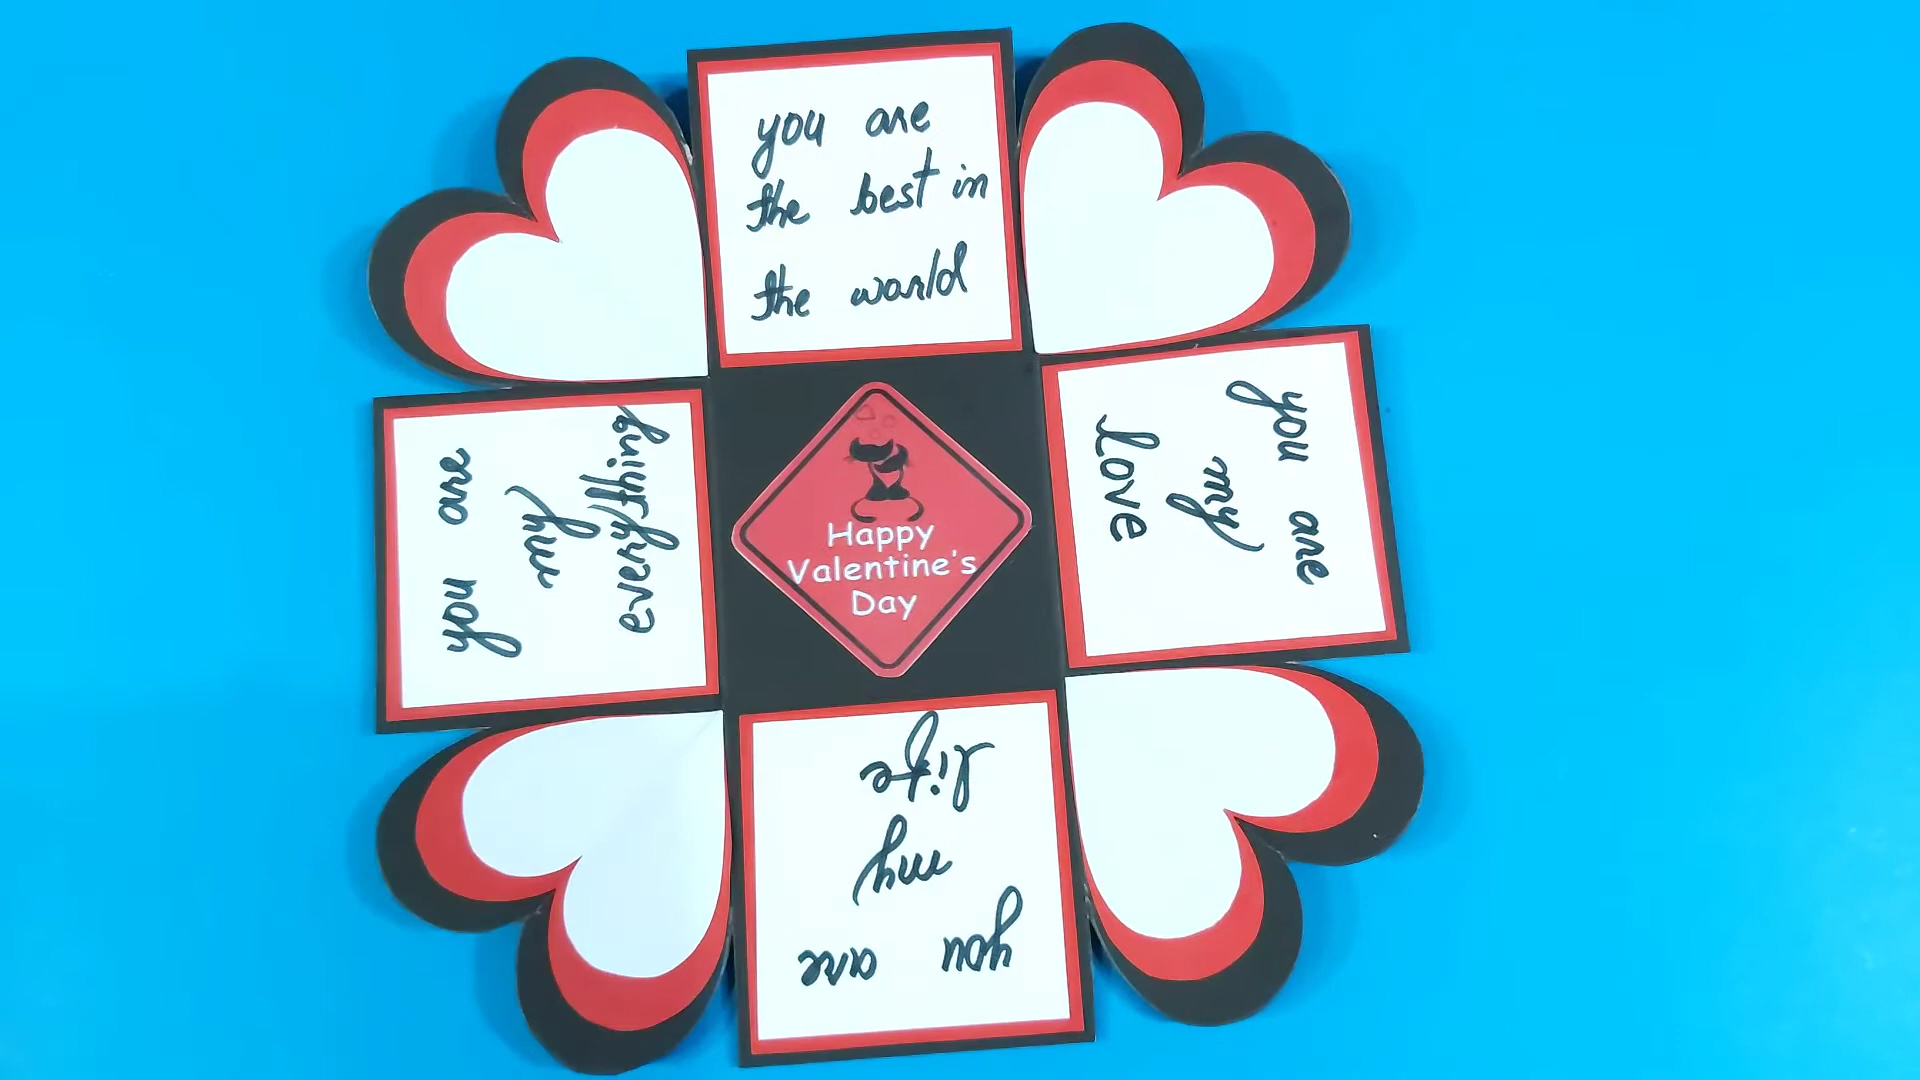 you are
the best in
the world
you are
my
everything
Happy
Valentine's
Day
you are
my
love
you are
my
life